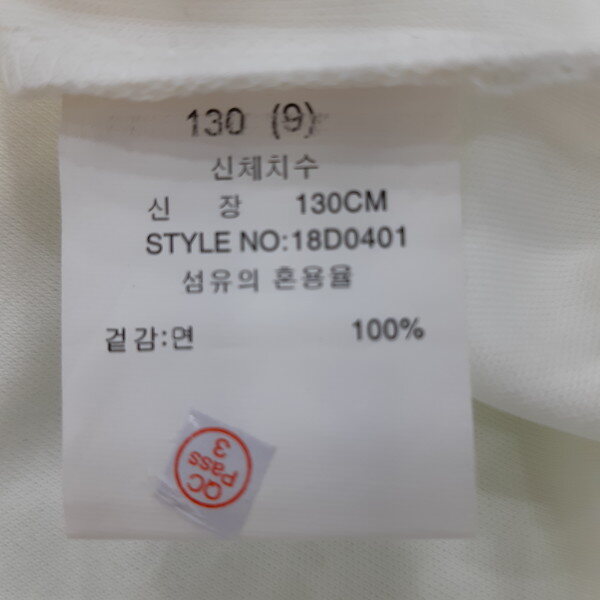 130 (9)
신체치수
신 장 130CM
STYLE NO:18D0401
섬유의 혼용율
겉감:면 100%
QC
Pass
3